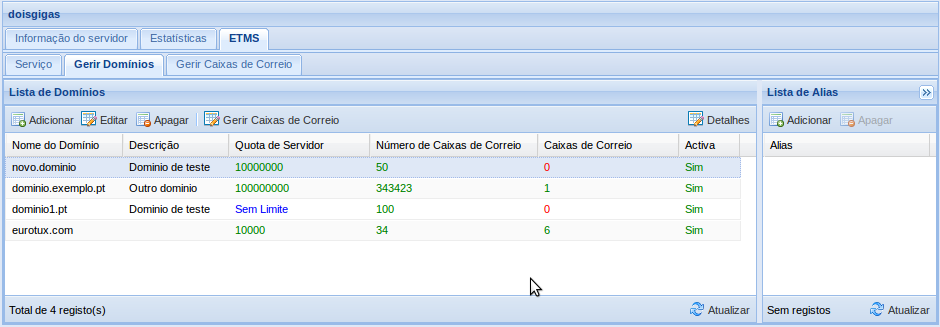 doisgigas
Informação do servidor Estatísticas ETMS
Serviço Gerir Domínios Gerir Caixas de Correio
Lista de Domínios Lista de Alias
Adicionar Editar Apagar Gerir Caixas de Correio Detalhes Adicionar Apagar
Nome do Domínio Descrição Quota de Servidor Número de Caixas de Correio Caixas de Correio Activa Alias
novo.dominio Dominio de teste 10000000 50 0 Sim
dominio.exemplo.pt Outro dominio 100000000 343423 1 Sim
dominio1.pt Dominio de teste Sem Limite 100 0 Sim
eurotux.com 10000 34 6 Sim
Total de 4 registo(s) Atualizar Sem registos Atualizar